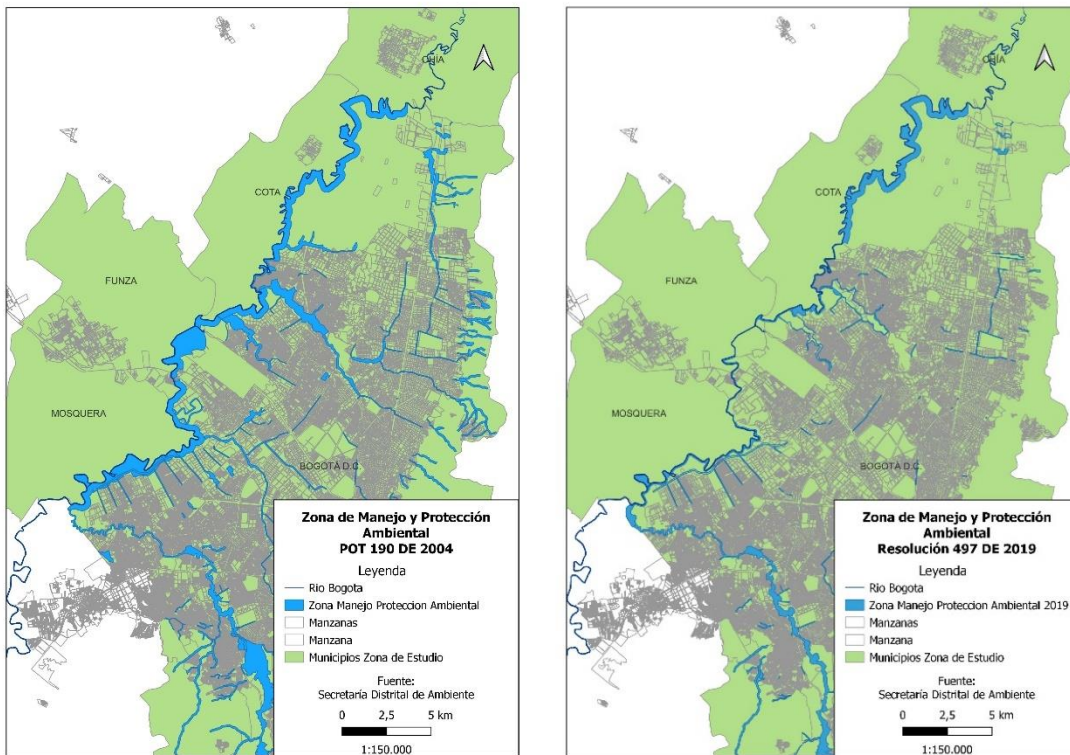 CHÍA
COTA
FUNZA
MOSQUERA
BOGOTÁ D.C.
Zona de Manejo y Protección
Ambiental
POT 190 DE 2004
Leyenda
Rio Bogota
Zona Manejo Proteccion Ambiental
Manzanas
Manzana
Municipios Zona de Estudio
Fuente:
Secretaría Distrital de Ambiente
0 2,5 5 km
1:150.000
CHÍA
COTA
FUNZA
MOSQUERA
BOGOTÁ D.C.
Zona de Manejo y Protección
Ambiental
Resolución 497 DE 2019
Leyenda
Rio Bogota
Zona Manejo Proteccion Ambiental 2019
Manzanas
Manzana
Municipios Zona de Estudio
Fuente:
Secretaría Distrital de Ambiente
0 2,5 5 km
1:150.000